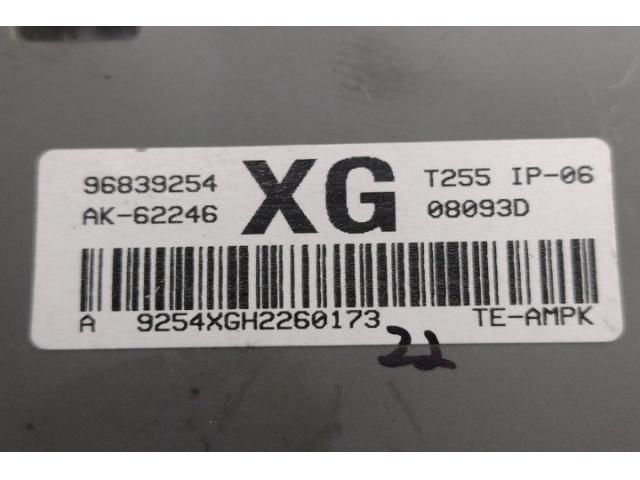 96839254 XG T255 IP-06
AK-62246 08093D
A 9254XGH2260173 TE-AMPK
22